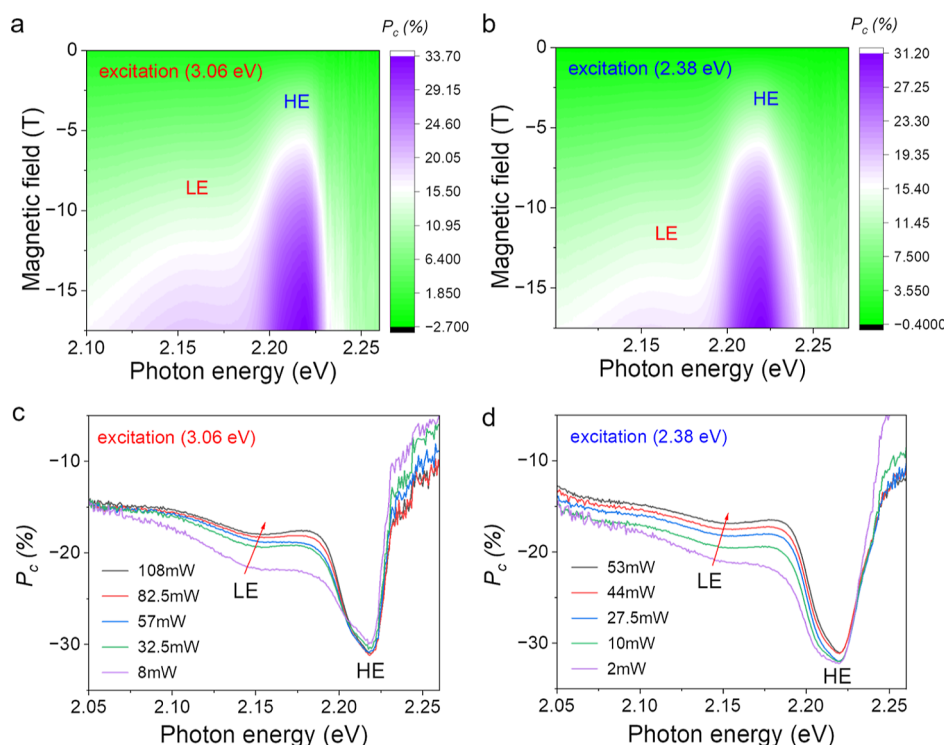 a
P_c (%)
excitation (3.06 eV)
HE
LE
0
−5
−10
−15
Magnetic field (T)
2.10
2.15
2.20
2.25
Photon energy (eV)
33.70
29.15
24.60
20.05
15.50
10.95
6.400
1.850
−2.700
b
P_c (%)
excitation (2.38 eV)
HE
LE
0
−5
−10
−15
Magnetic field (T)
2.15
2.20
2.25
Photon energy (eV)
31.20
27.25
23.30
19.35
15.40
11.45
7.500
3.550
−0.4000
c
excitation (3.06 eV)
−10
−20
−30
P_c (%)
LE
HE
108mW
82.5mW
57mW
32.5mW
8mW
2.05
2.10
2.15
2.20
2.25
Photon energy (eV)
d
excitation (2.38 eV)
−10
−20
−30
P_c (%)
LE
HE
53mW
44mW
27.5mW
10mW
2mW
2.05
2.10
2.15
2.20
2.25
Photon energy (eV)